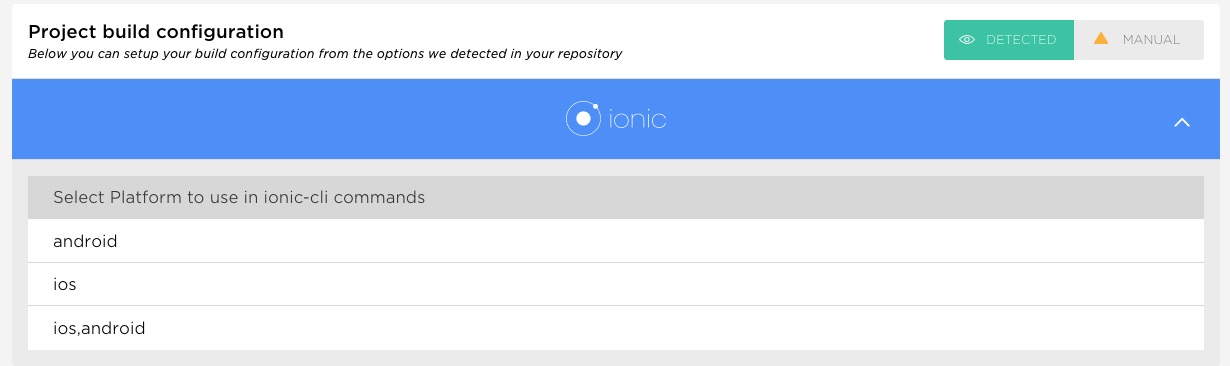 Project build configuration
Below you can setup your build configuration from the options we detected in your repository
DETECTED
MANUAL
ionic
Select Platform to use in ionic-cli commands
android
ios
ios,android